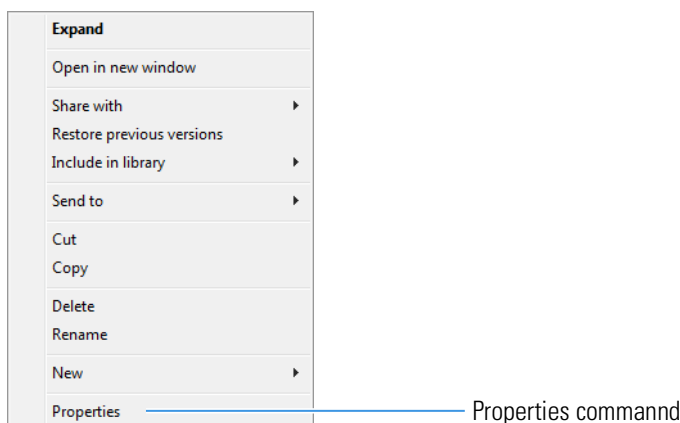 Expand
Open in new window
Share with
Restore previous versions
Include in library
Send to
Cut
Copy
Delete
Rename
New
Properties
Properties commannd